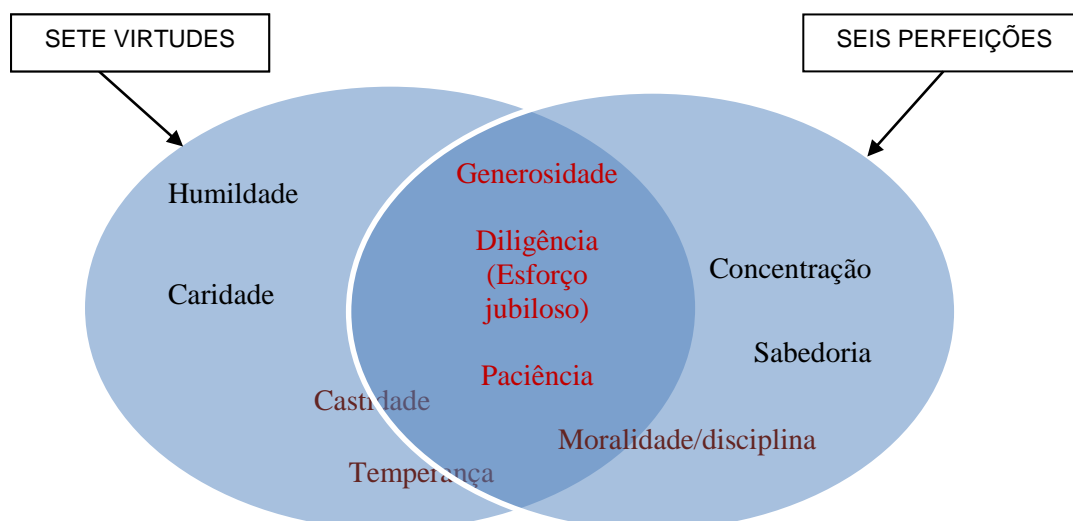 SETE VIRTUDES
SEIS PERFEIÇÕES
Humildade
Caridade
Castidade
Temperança
Generosidade
Diligência
(Esforço
jubiloso)
Paciência
Concentração
Sabedoria
Moralidade/disciplina